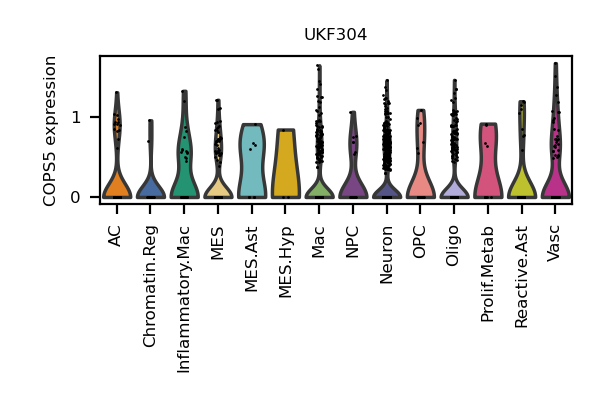 UKF304
COPS5 expression
1
0
AC
Chromatin.Reg
Inflammatory.Mac
MES
MES.Ast
MES.Hyp
Mac
NPC
Neuron
OPC
Oligo
Prolif.Metab
Reactive.Ast
Vasc